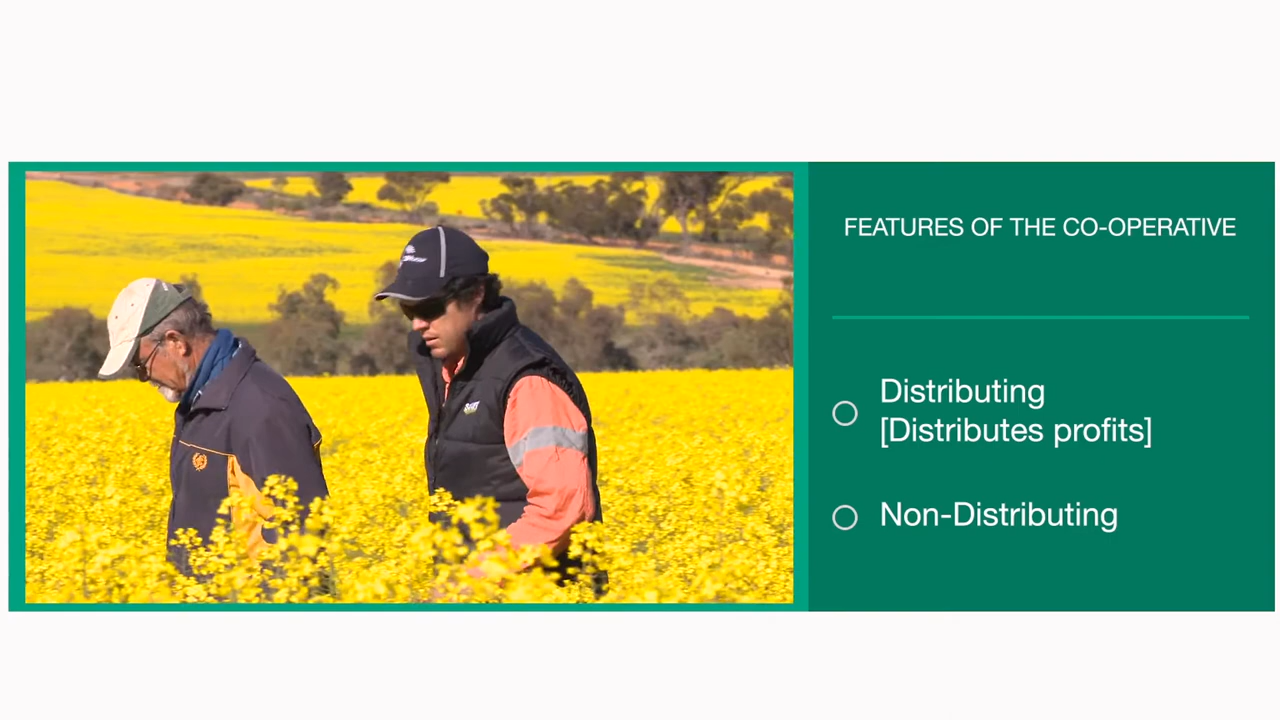 FEATURES OF THE CO-OPERATIVE
Distributing
[Distributes profits]
Non-Distributing